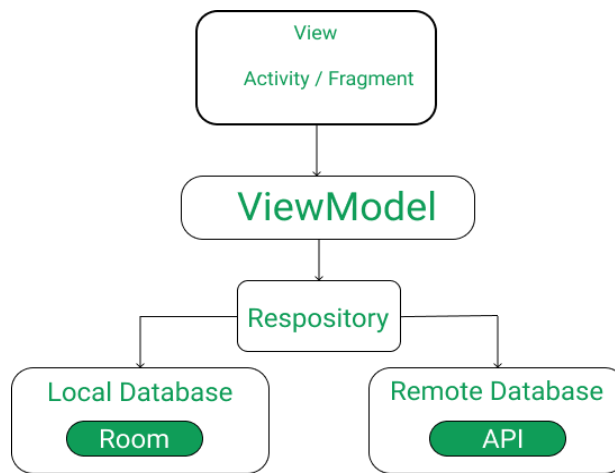 View
Activity / Fragment
ViewModel
Respository
Local Database
Room
Remote Database
API